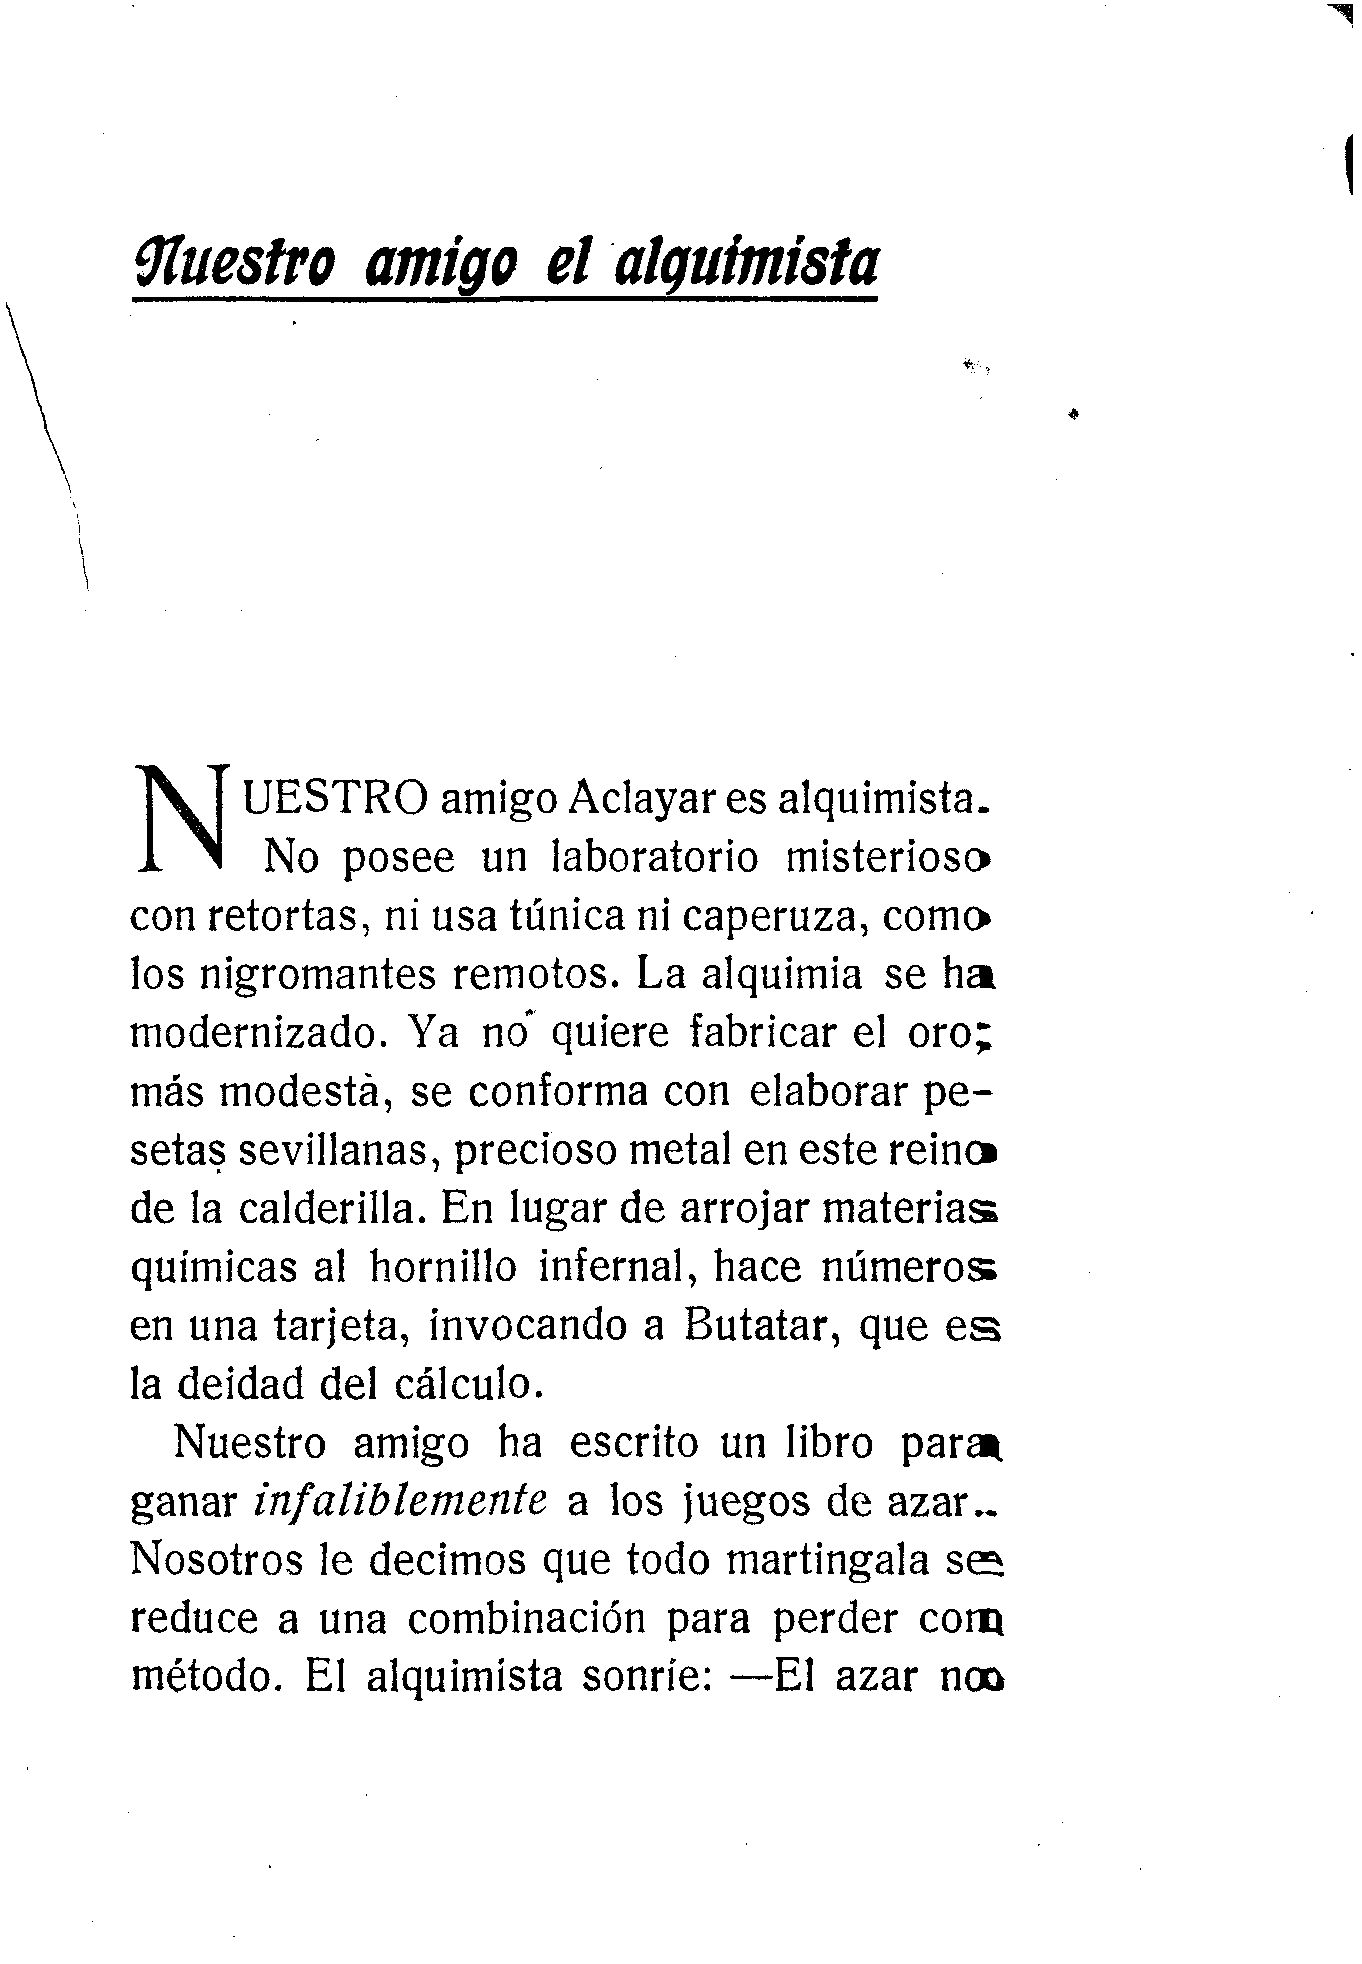 Nuestro amigo el alquimista
NUESTRO amigo Aclayar es alquimista.
No posee un laboratorio misterioso
con retortas, ni usa túnica ni caperuza, como
los nigromantes remotos. La alquimia se ha
modernizado. Ya no quiere fabricar el oro;
más modesta, se conforma con elaborar pe-
setas sevillanas, precioso metal en este reino
de la calderilla. En lugar de arrojar materias
químicas al hornillo infernal, hace números
en una tarjeta, invocando a Butatar, que es
la deidad del cálculo.
Nuestro amigo ha escrito un libro para
ganar infaliblemente a los juegos de azar..
Nosotros le decimos que todo martingala se
reduce a una combinación para perder con
método. El alquimista sonríe: —El azar no